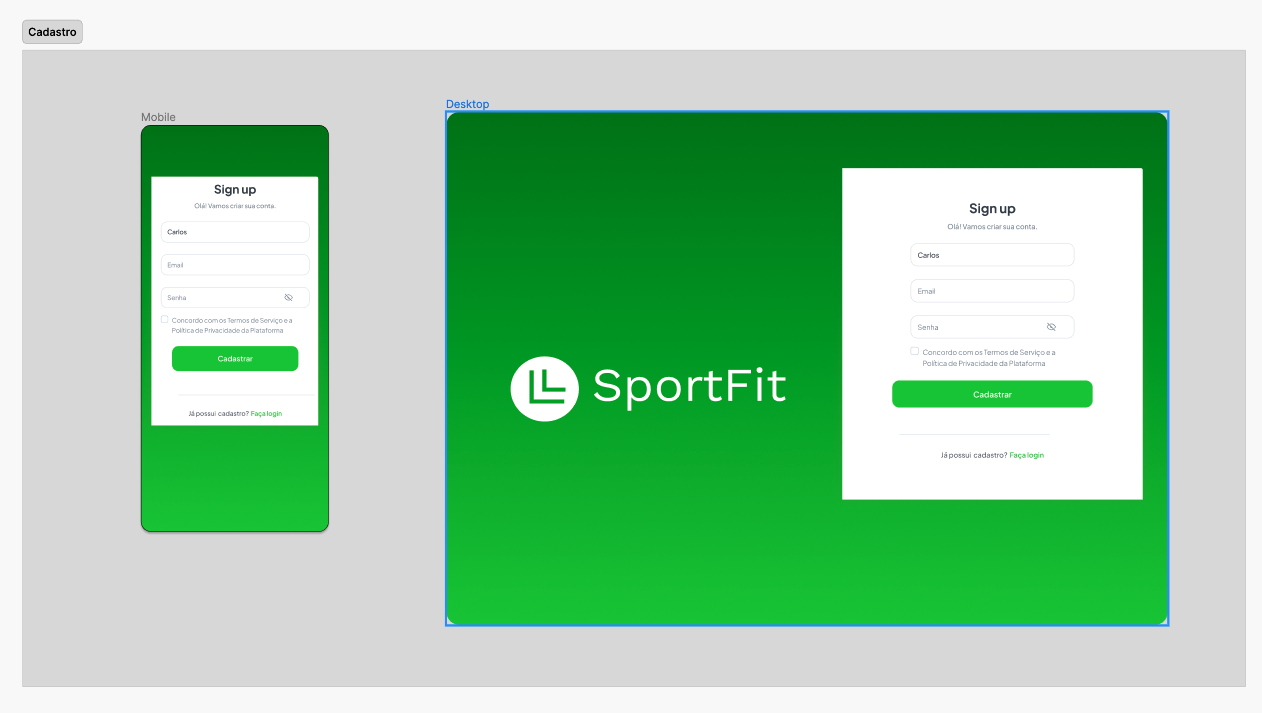 Cadastro
Mobile
Sign up
Olá! Vamos criar sua conta.
Carlos
Email
Senha
Concordo com os Termos de Serviço e a
Política de Privacidade da Plataforma
Cadastrar
Já possui cadastro? Faça login
Desktop
SportFit
Sign up
Olá! Vamos criar sua conta.
Carlos
Email
Senha
Concordo com os Termos de Serviço e a
Política de Privacidade da Plataforma
Cadastrar
Já possui cadastro? Faça login